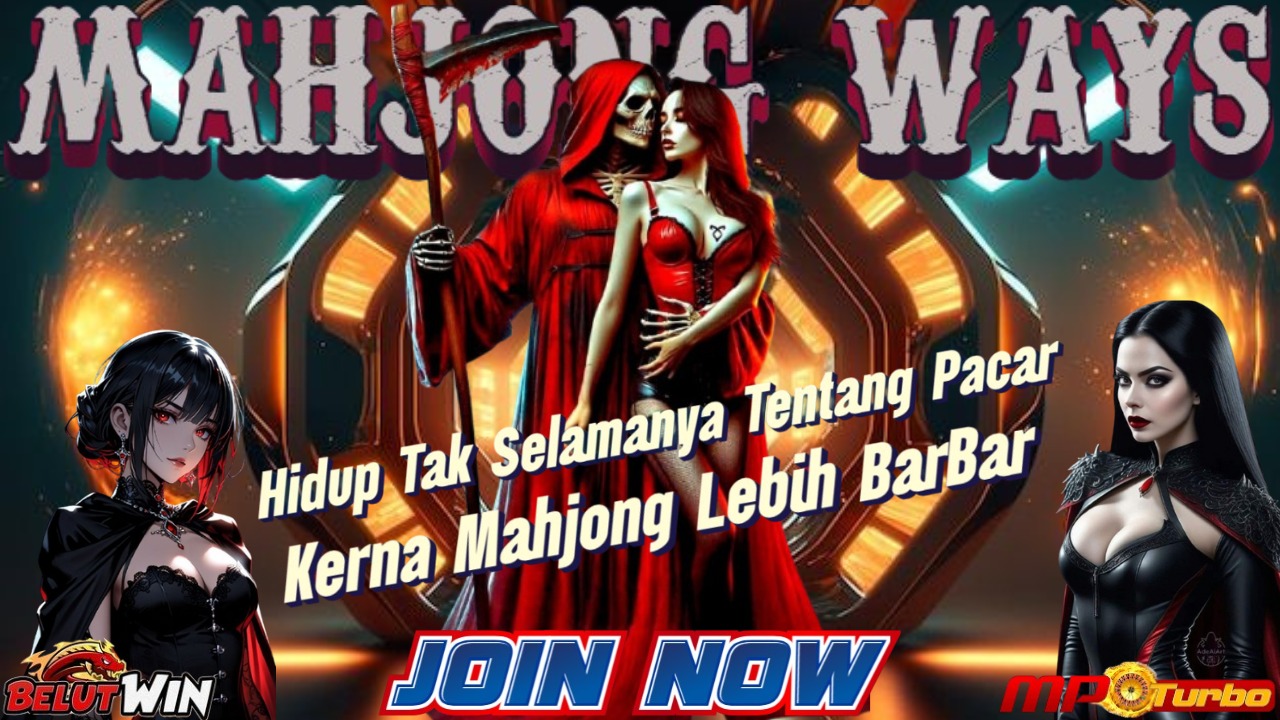 MAHJONG WAYS
Hidup Tak Selamanya Tentang Pacar
Kerna Mahjong Lebih BarBar
JOIN NOW
BELUTWIN
MPOTurbo